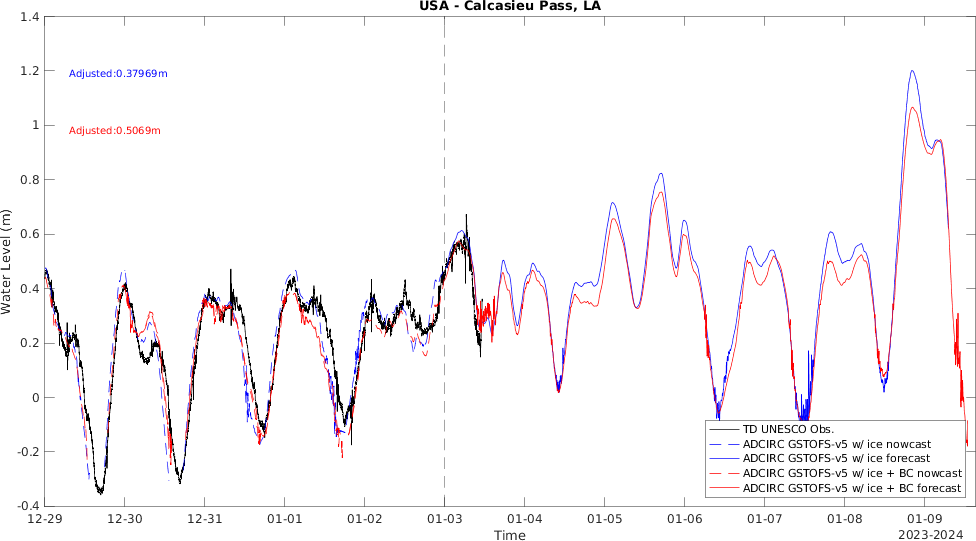 USA - Calcasieu Pass, LA
1.4
1.2
1
0.8
0.6
0.4
0.2
0
-0.2
-0.4
Water Level (m)
Adjusted:0.37969m
Adjusted:0.5069m
TD UNESCO Obs.
ADCIRC GSTOFS-v5 w/ ice nowcast
ADCIRC GSTOFS-v5 w/ ice forecast
ADCIRC GSTOFS-v5 w/ ice + BC nowcast
ADCIRC GSTOFS-v5 w/ ice + BC forecast
12-29 12-30 12-31 01-01 01-02 01-03 01-04 01-05 01-06 01-07 01-08 01-09
Time
2023-2024